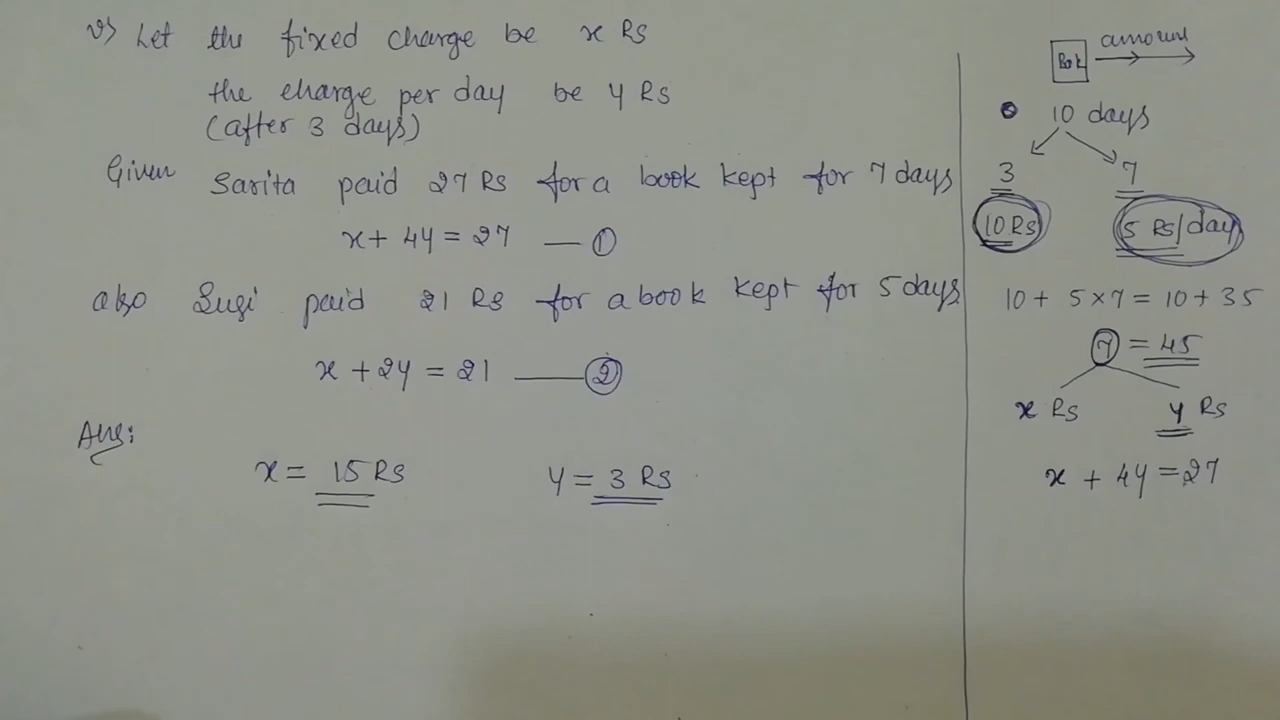 v) Let the fixed charge be x Rs
the charge per day be y Rs
(after 3 days)
Given Sarita paid 27 Rs for a book kept for 7 days
x + 4y = 27 — ①
also Susi paid 21 Rs for a book kept for 5 days
x + 2y = 21 — ②
Ans:
x = 15 Rs y = 3 Rs
Book amount
10 days
3 7
10 Rs 5 Rs/day
10 + 5 × 7 = 10 + 35
7 = 45
x Rs y Rs
x + 4y = 27